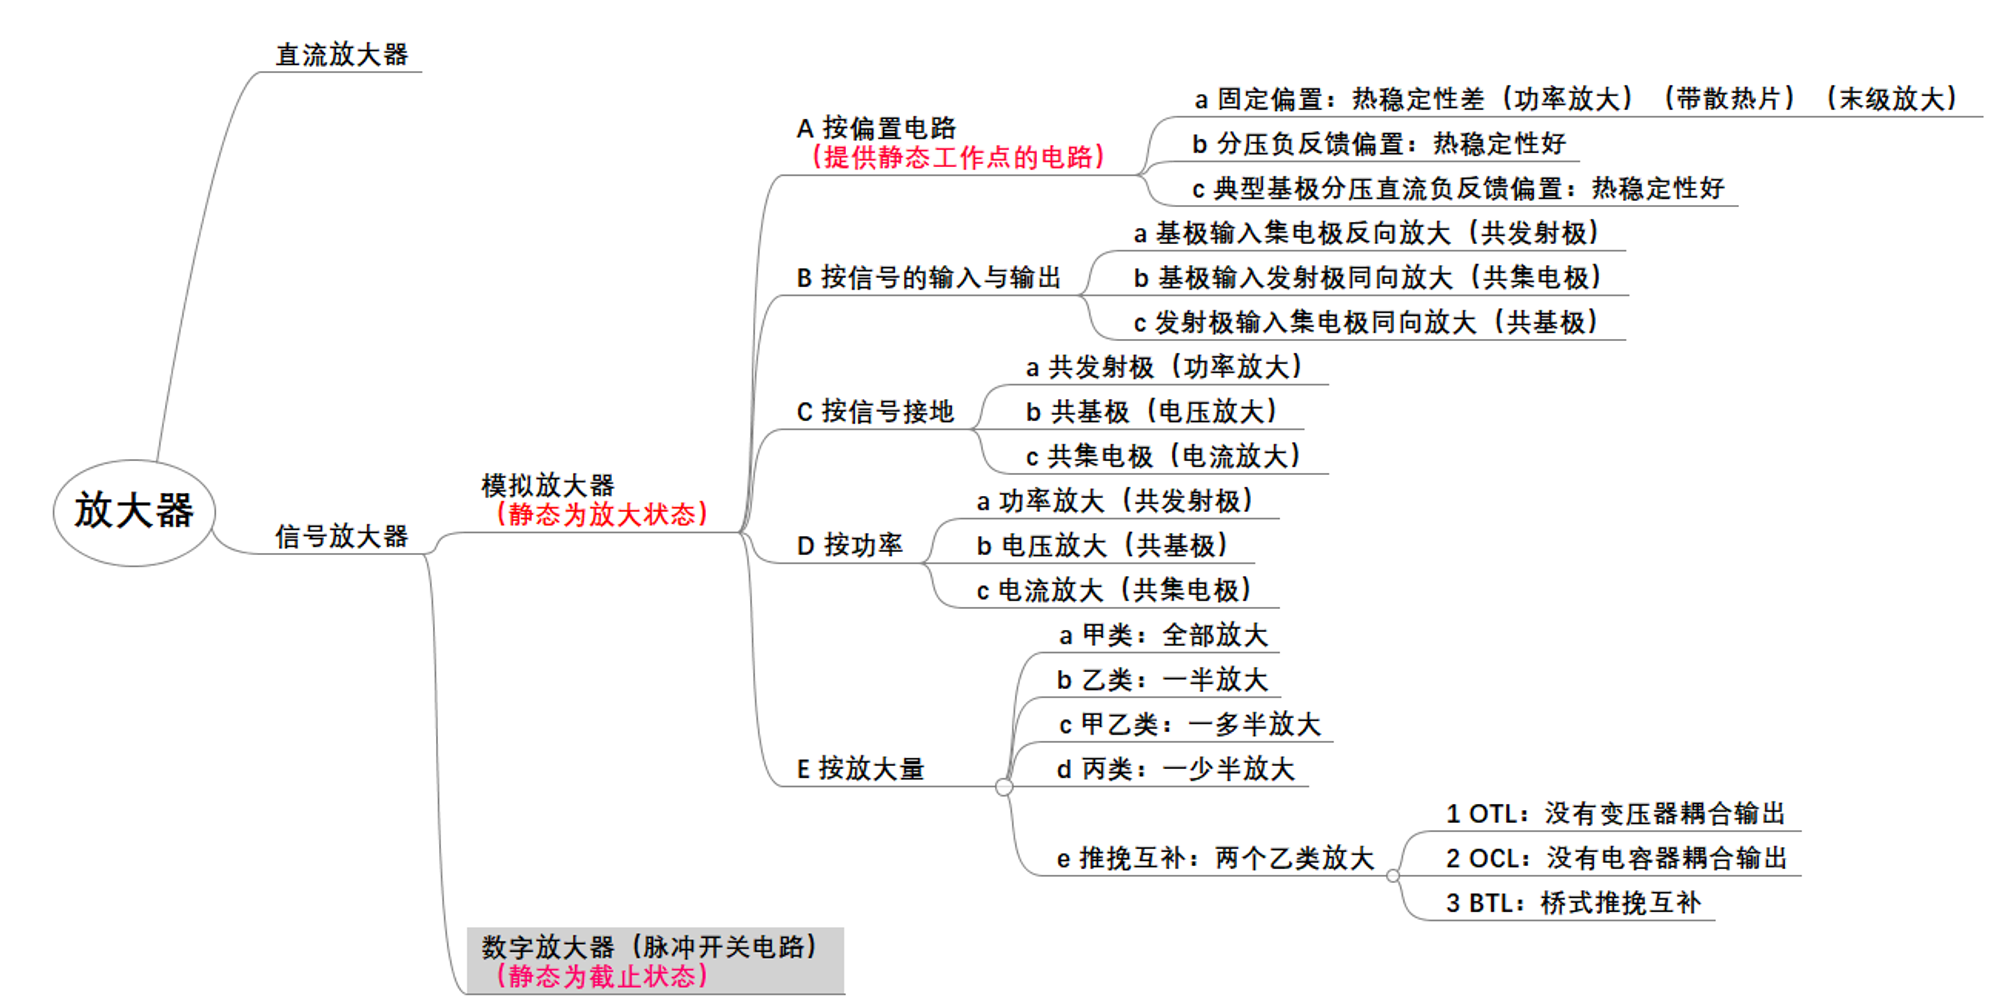 放大器
直流放大器
信号放大器
模拟放大器
（静态为放大状态）
A 按偏置电路
（提供静态工作点的电路）
a 固定偏置：热稳定性差（功率放大）（带散热片）（末级放大）
b 分压负反馈偏置：热稳定性好
c 典型基极分压直流负反馈偏置：热稳定性好
B 按信号的输入与输出
a 基极输入集电极反向放大（共发射极）
b 基极输入发射极同向放大（共集电极）
c 发射极输入集电极同向放大（共基极）
C 按信号接地
a 共发射极（功率放大）
b 共基极（电压放大）
c 共集电极（电流放大）
D 按功率
a 功率放大（共发射极）
b 电压放大（共基极）
c 电流放大（共集电极）
E 按放大量
a 甲类：全部放大
b 乙类：一半放大
c 甲乙类：一多半放大
d 丙类：一少半放大
e 推挽互补：两个乙类放大
1 OTL：没有变压器耦合输出
2 OCL：没有电容器耦合输出
3 BTL：桥式推挽互补
数字放大器（脉冲开关电路）
（静态为截止状态）